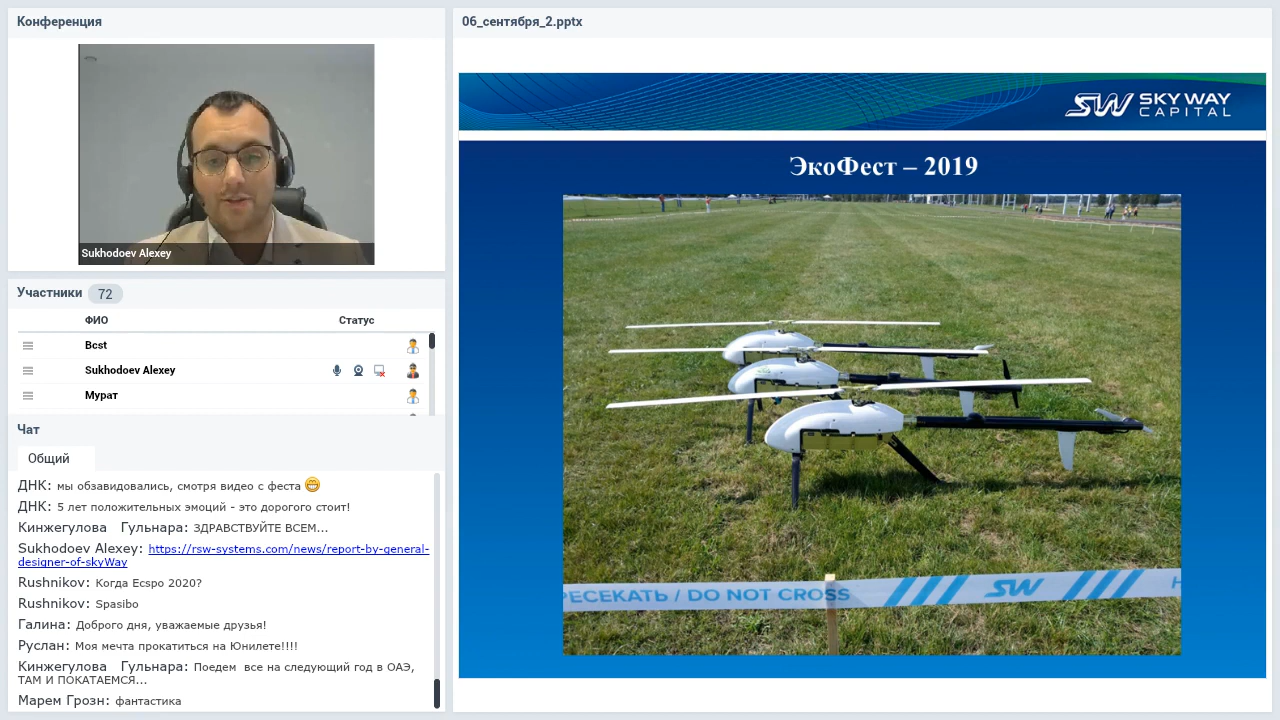 Конференция
Sukhodoev Alexey
Участники 72
ФИО Статус
Bcst
Sukhodoev Alexey
Мурат
Чат
Общий
ДНК: мы обзавидовались, смотря видео с феста
ДНК: 5 лет положительных эмоций - это дорогого стоит!
Кинжегулова Гульнара: ЗДРАВСТВУЙТЕ ВСЕМ...
Sukhodoev Alexey: https://rsw-systems.com/news/report-by-general-
designer-of-skyWay
Rushnikov: Когда Ecspo 2020?
Rushnikov: Spasibo
Галина: Доброго дня, уважаемые друзья!
Руслан: Моя мечта прокатиться на Юнилете!!!!
Кинжегулова Гульнара: Поедем все на следующий год в ОАЭ,
ТАМ И ПОКАТАЕМСЯ...
Марем Грозн: фантастика
06_сентября_2.pptx
SW SKY WAY
CAPITAL
ЭкоФест – 2019
РЕСЕКАТЬ / DO NOT CROSS SW Н